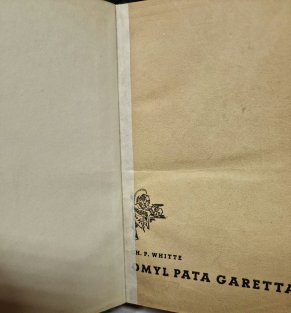 H. P. WHITTE
OMYL PATA GARETTA